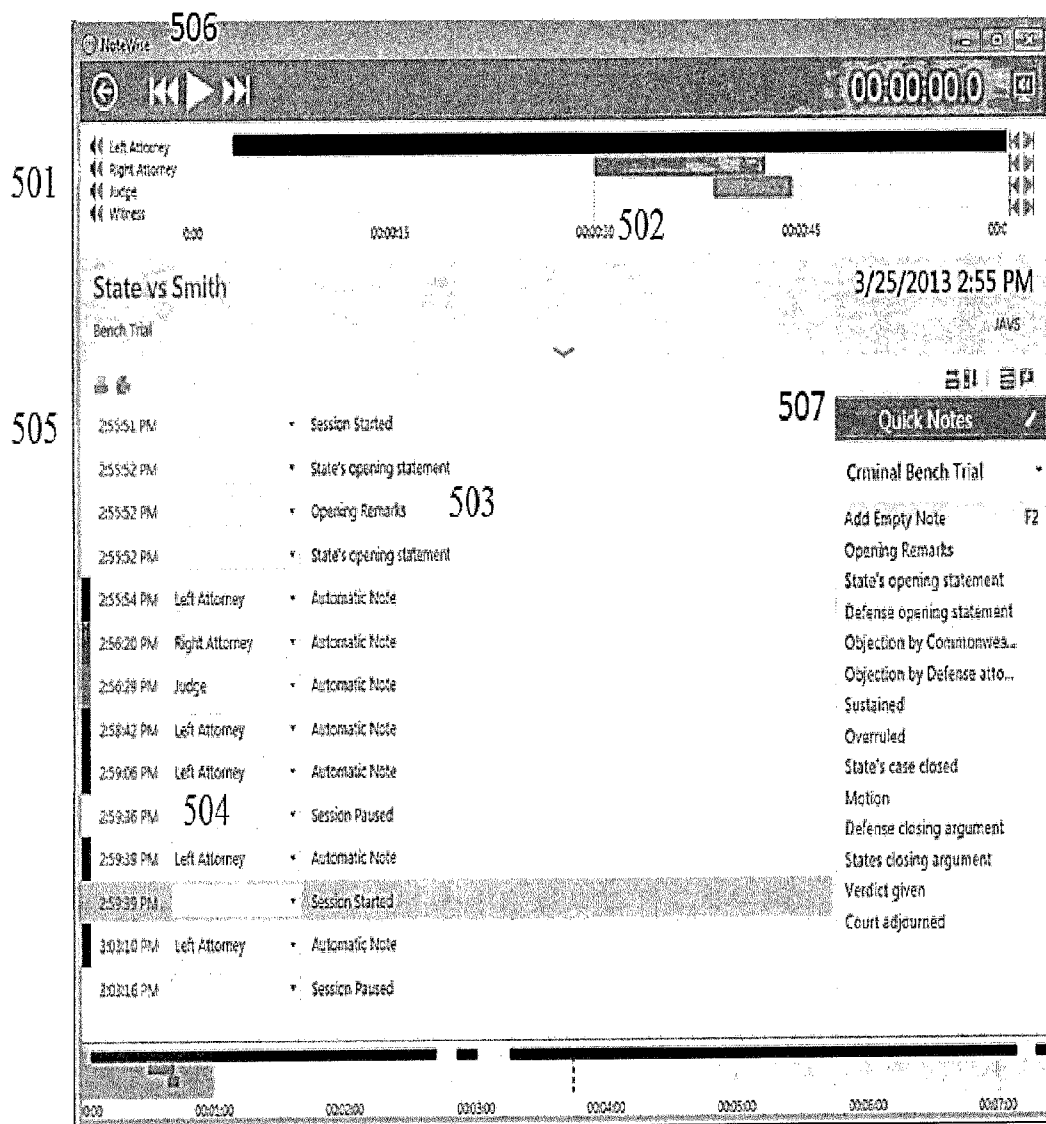 506
NoteWise
00:00:00.0
Left Attorney
Right Attorney
501
Judge
Witness
0:00 00:00:15 00:00:30 502 00:00:45 00:0
State vs Smith 3/25/2013 2:55 PM
Bench Trial JAVS
507
Quick Notes
505
2:55:51 PM Session Started
2:55:52 PM State's opening statement
2:55:52 PM Opening Remarks 503
2:55:52 PM State's opening statement
2:55:54 PM Left Attorney Automatic Note
2:56:20 PM Right Attorney Automatic Note
2:56:29 PM Judge Automatic Note
2:58:42 PM Left Attorney Automatic Note
2:59:06 PM Left Attorney Automatic Note
2:59:36 PM 504 Session Paused
2:59:39 PM Left Attorney Automatic Note
2:59:39 PM Session Started
3:03:10 PM Left Attorney Automatic Note
3:03:16 PM Session Paused
Crminal Bench Trial
Add Empty Note F2
Opening Remarks
State's opening statement
Defense opening statement
Objection by Commonwea...
Objection by Defense atto...
Sustained
Overruled
State's case closed
Motion
Defense closing argument
States closing argument
Verdict given
Court adjourned
0:00 00:01:00 00:02:00 00:03:00 00:04:00 00:05:00 00:06:00 00:07:00